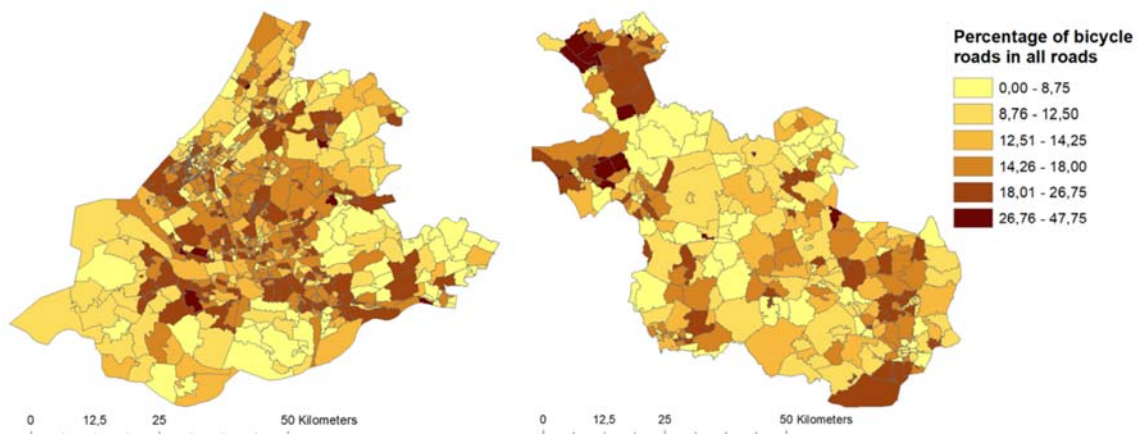 Percentage of bicycle
roads in all roads
0,00 - 8,75
8,76 - 12,50
12,51 - 14,25
14,26 - 18,00
18,01 - 26,75
26,76 - 47,75
0 12,5 25 50 Kilometers
0 12,5 25 50 Kilometers